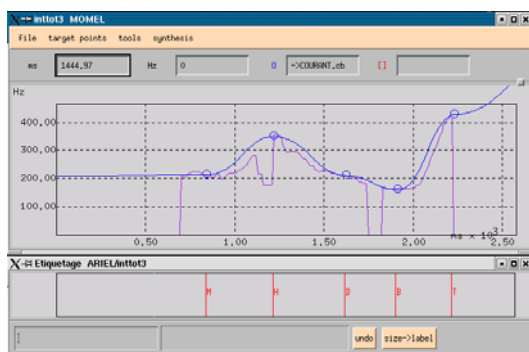 inttot3 MOMEL
file target points tools synthesis
ms 1444.97 Hz 0 0 ->COURANT.cb []
Hz
400.00
300.00
200.00
100.00
0.50 1.00 1.50 2.00 2.50
ms x 10^3
Etiquetage ARIEL/inttot3
M H D B T
undo size->label